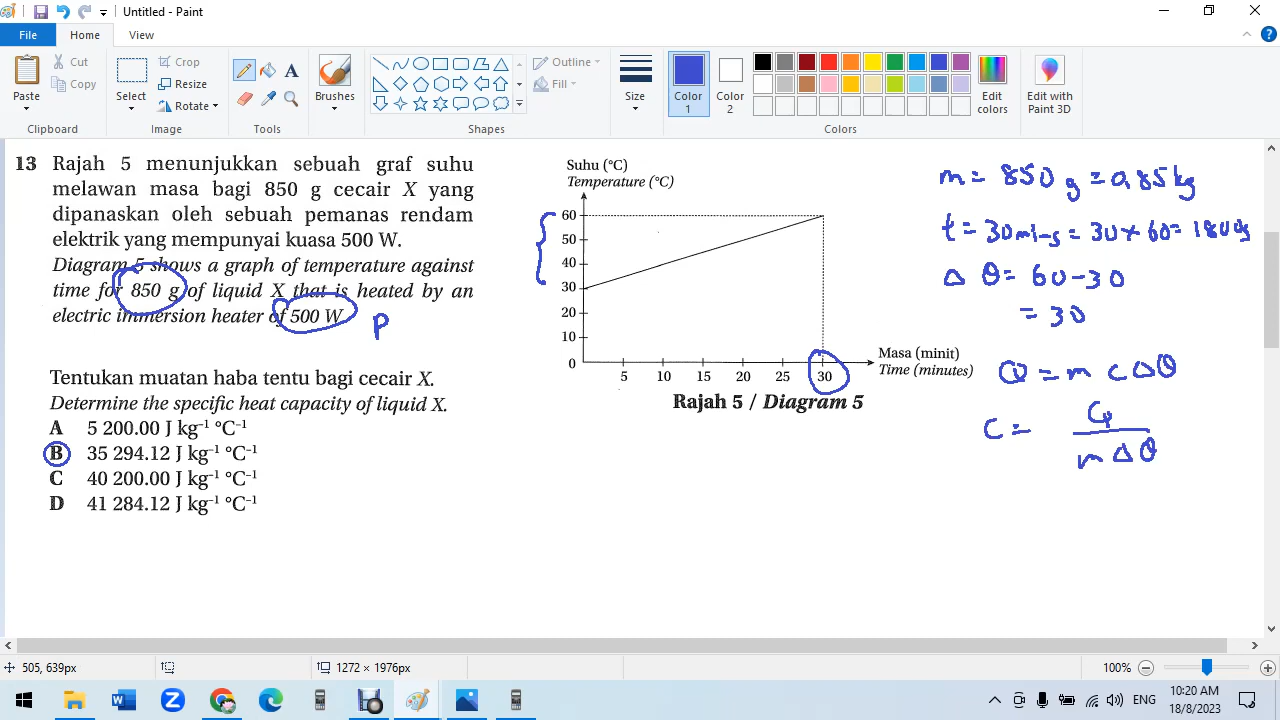 Untitled - Paint
File Home View
Paste
Cut
Copy
Clipboard
Select
Crop
Resize
Rotate
Image
Tools
Brushes
Shapes
Outline
Fill
Size
Color 1
Color 2
Colors
Edit colors
Edit with Paint 3D
13 Rajah 5 menunjukkan sebuah graf suhu
melawan masa bagi 850 g cecair X yang
dipanaskan oleh sebuah pemanas rendam
elektrik yang mempunyai kuasa 500 W.
Diagram 5 shows a graph of temperature against
time for 850 g of liquid X that is heated by an
electric immersion heater of 500 W.
P
Tentukan muatan haba tentu bagi cecair X.
Determine the specific heat capacity of liquid X.
A 5 200.00 J kg⁻¹ °C⁻¹
B 35 294.12 J kg⁻¹ °C⁻¹
C 40 200.00 J kg⁻¹ °C⁻¹
D 41 284.12 J kg⁻¹ °C⁻¹
Suhu (°C)
Temperature (°C)
60
50
40
30
20
10
0
5 10 15 20 25 30
Masa (minit)
Time (minutes)
Rajah 5 / Diagram 5
m = 850 g = 0.85 kg
t = 30 mins = 30 × 60 = 1800 s
Δ θ = 60 - 30
= 30
Q = m c Δ θ
c = Q
m Δ θ
505, 639px
1272 × 1976px
100%
ENG
10:20 AM
18/8/2023